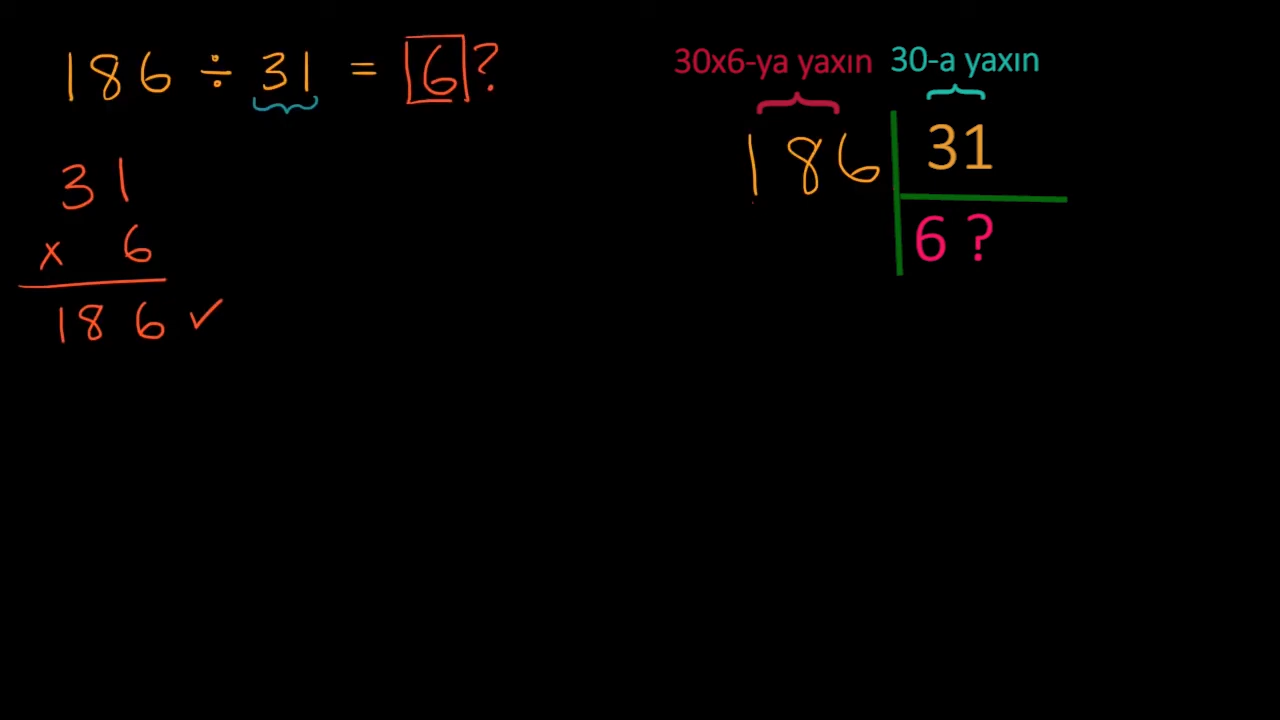 186 ÷ 31 = 6?
31
x 6
186 ✓
30x6-ya yaxın 30-a yaxın
186 31
6 ?